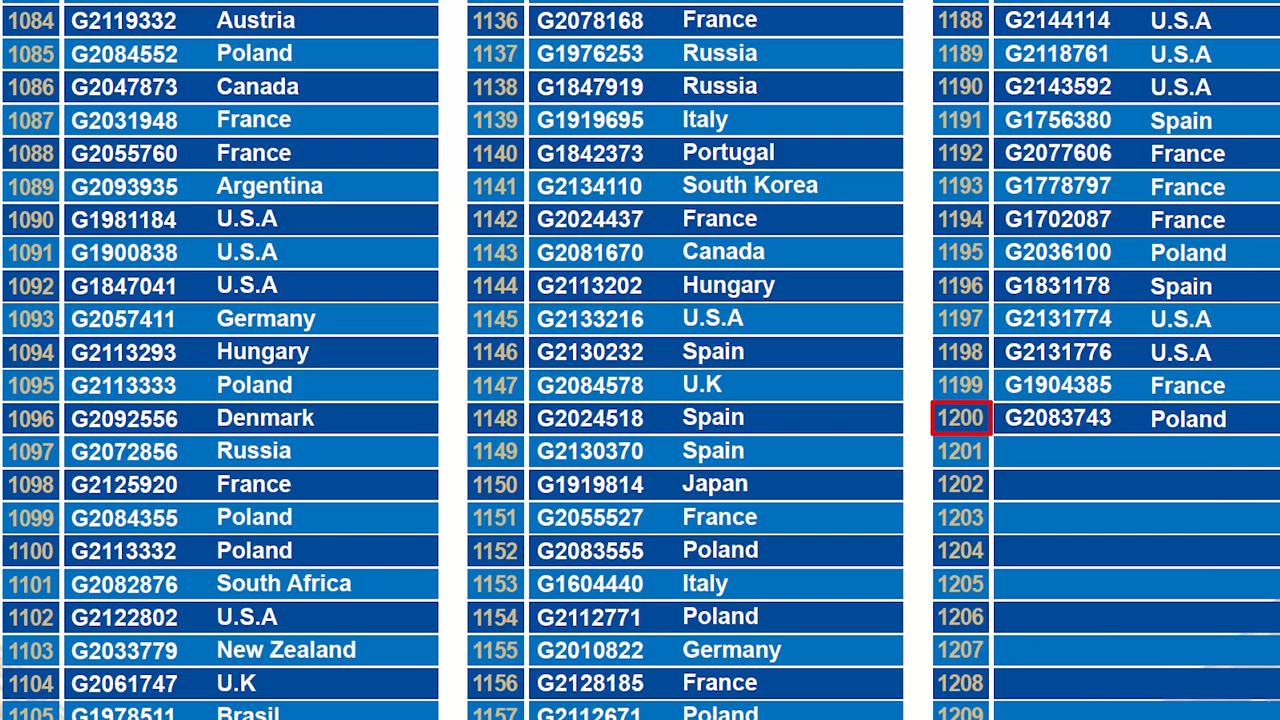 1084 G2119332 Austria
1085 G2084552 Poland
1086 G2047873 Canada
1087 G2031948 France
1088 G2055760 France
1089 G2093935 Argentina
1090 G1981184 U.S.A
1091 G1900838 U.S.A
1092 G1847041 U.S.A
1093 G2057411 Germany
1094 G2113293 Hungary
1095 G2113333 Poland
1096 G2092556 Denmark
1097 G2072856 Russia
1098 G2125920 France
1099 G2084355 Poland
1100 G2113332 Poland
1101 G2082876 South Africa
1102 G2122802 U.S.A
1103 G2033779 New Zealand
1104 G2061747 U.K
1105 G1978511 Brasil
1136 G2078168 France
1137 G1976253 Russia
1138 G1847919 Russia
1139 G1919695 Italy
1140 G1842373 Portugal
1141 G2134110 South Korea
1142 G2024437 France
1143 G2081670 Canada
1144 G2113202 Hungary
1145 G2133216 U.S.A
1146 G2130232 Spain
1147 G2084578 U.K
1148 G2024518 Spain
1149 G2130370 Spain
1150 G1919814 Japan
1151 G2055527 France
1152 G2083555 Poland
1153 G1604440 Italy
1154 G2112771 Poland
1155 G2010822 Germany
1156 G2128185 France
1157 G2112671 Poland
1188 G2144114 U.S.A
1189 G2118761 U.S.A
1190 G2143592 U.S.A
1191 G1756380 Spain
1192 G2077606 France
1193 G1778797 France
1194 G1702087 France
1195 G2036100 Poland
1196 G1831178 Spain
1197 G2131774 U.S.A
1198 G2131776 U.S.A
1199 G1904385 France
1200 G2083743 Poland
1201
1202
1203
1204
1205
1206
1207
1208
1209